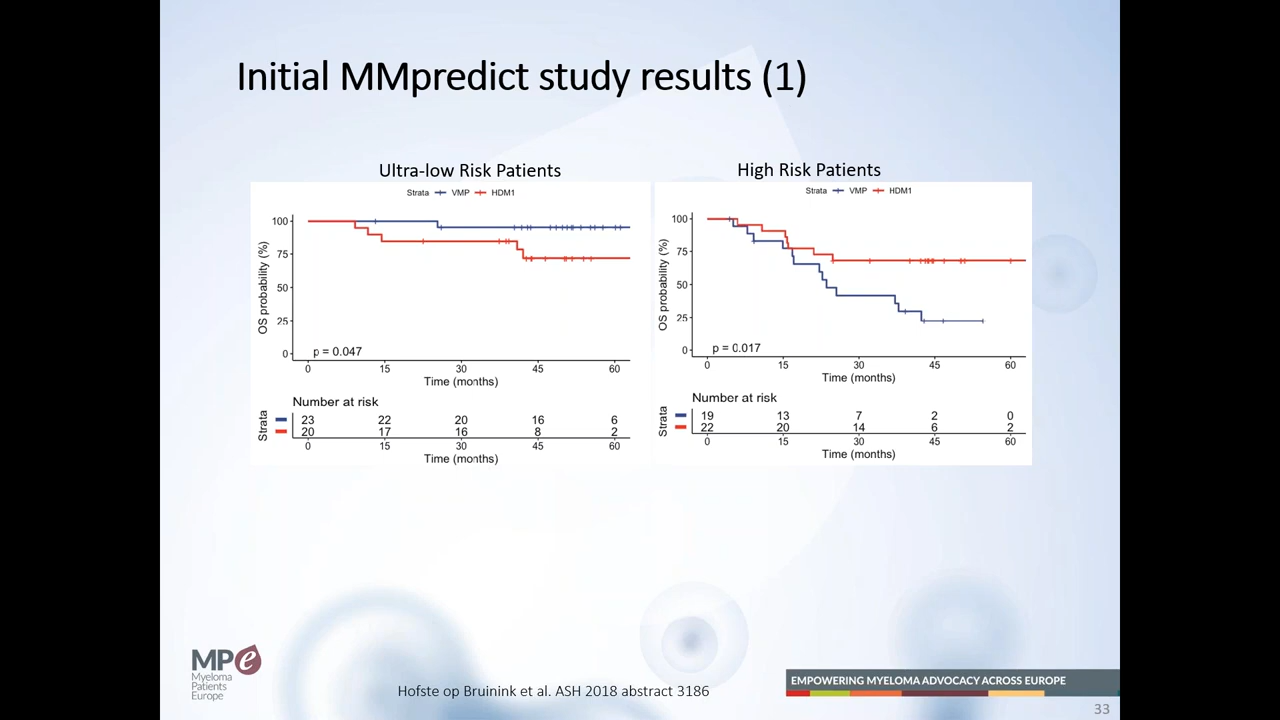 Initial MMpredict study results (1)
Ultra-low Risk Patients
Strata VMP HDM1
OS probability (%)
100
75
50
25
0
p = 0.047
0 15 30 45 60
Time (months)
Number at risk
Strata
23 22 20 16 6
20 17 16 8 2
0 15 30 45 60
Time (months)
High Risk Patients
Strata VMP HDM1
OS probability (%)
100
75
50
25
0
p = 0.017
0 15 30 45 60
Time (months)
Number at risk
Strata
19 13 7 2 0
22 20 14 6 2
0 15 30 45 60
Time (months)
MPe
Myeloma
Patients
Europe
Hofste op Bruinink et al. ASH 2018 abstract 3186
EMPOWERING MYELOMA ADVOCACY ACROSS EUROPE
33